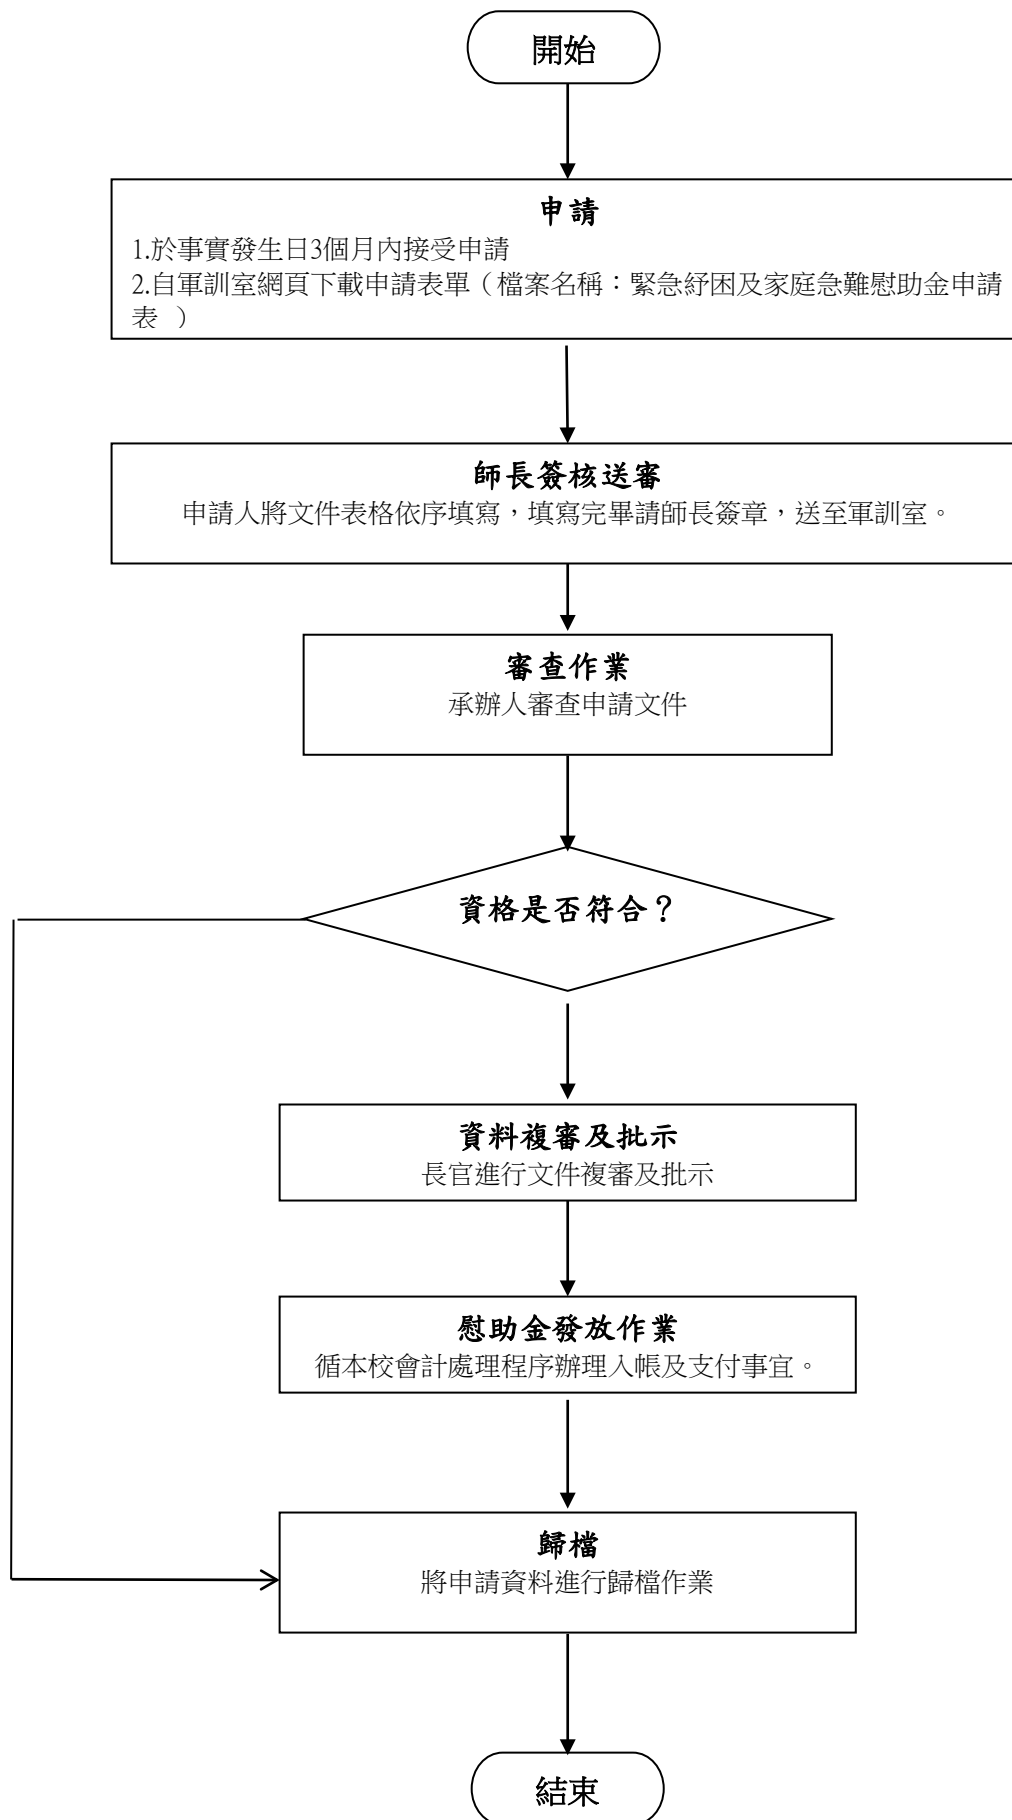 開始
申請
1.於事實發生日3個月內接受申請
2.自軍訓室網頁下載申請表單（檔案名稱：緊急紓困及家庭急難慰助金申請
表 ）
師長簽核送審
申請人將文件表格依序填寫，填寫完畢請師長簽章，送至軍訓室。
審查作業
承辦人審查申請文件
資格是否符合？
資料複審及批示
長官進行文件複審及批示
慰助金發放作業
循本校會計處理程序辦理入帳及支付事宜。
歸檔
將申請資料進行歸檔作業
結束